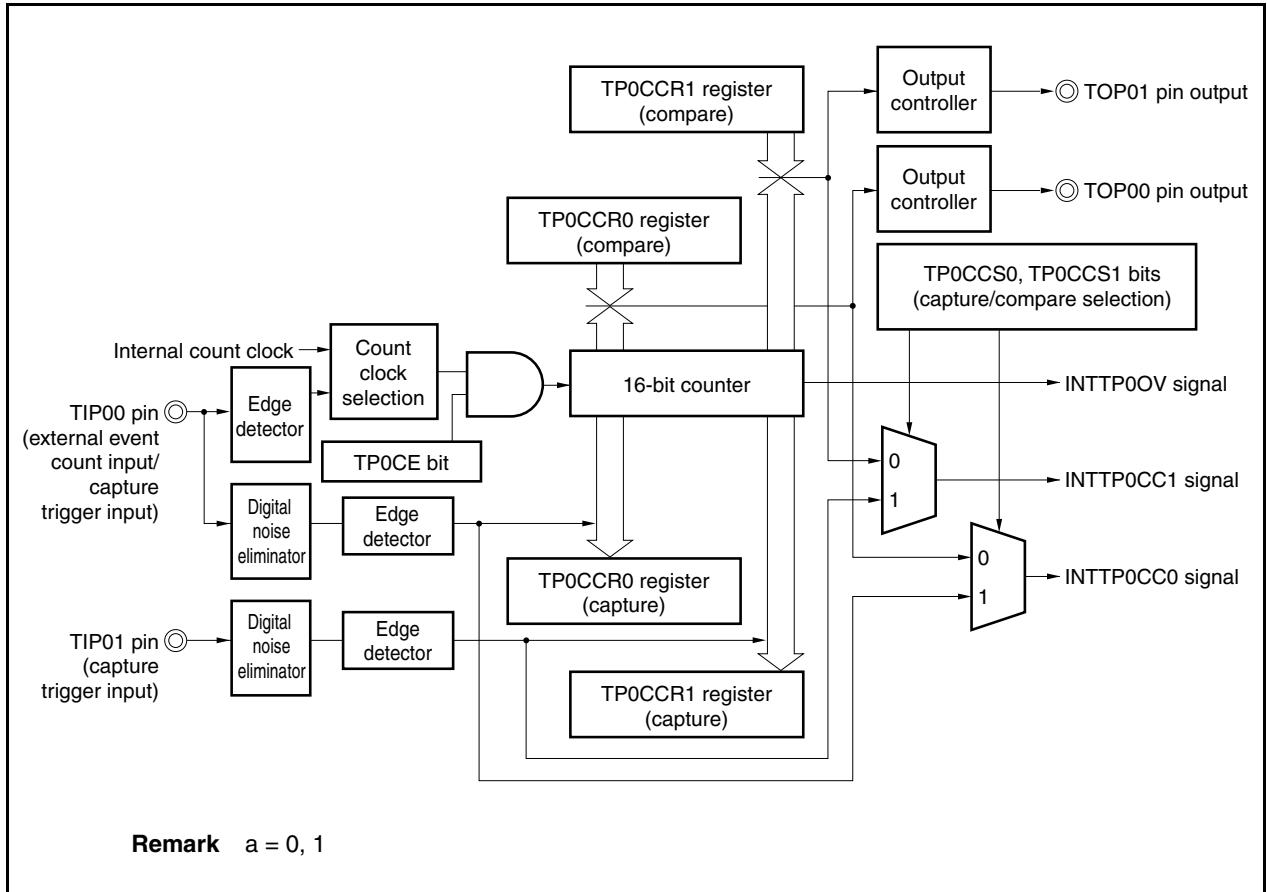 TP0CCR1 register
(compare)
Output
controller
TOP01 pin output
Output
controller
TOP00 pin output
TP0CCR0 register
(compare)
TP0CCS0, TP0CCS1 bits
(capture/compare selection)
Internal count clock
Count
clock
selection
16-bit counter
INTTP0OV signal
TIP00 pin
(external event
count input/
capture
trigger input)
Edge
detector
TP0CE bit
0
1
INTTP0CC1 signal
Digital
noise
eliminator
Edge
detector
0
1
INTTP0CC0 signal
TP0CCR0 register
(capture)
TIP01 pin
(capture
trigger input)
Digital
noise
eliminator
Edge
detector
TP0CCR1 register
(capture)
Remark a = 0, 1